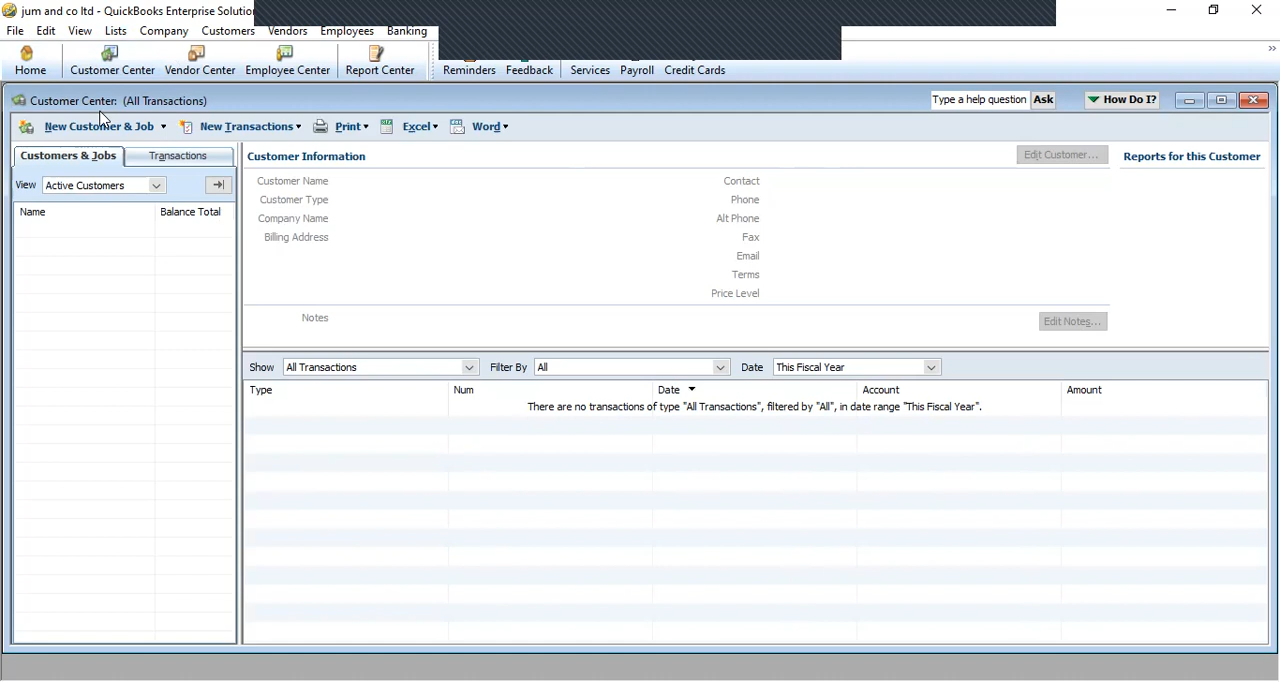 jum and co ltd - QuickBooks Enterprise
File Edit View Lists Company Customers Vendors Employees Banking
Home Customer Center Vendor Center Employee Center Report Center Reminders Feedback Services Payroll Credit Cards
Customer Center: (All Transactions) Type a help question Ask How Do I?
New Customer & Job New Transactions Print Excel Word
Customers & Jobs Transactions Customer Information Edit Customer... Reports for this Customer
View Active Customers
Name Balance Total
Customer Name Contact
Customer Type Phone
Company Name Alt Phone
Billing Address Fax
Email
Terms
Price Level
Notes Edit Notes...
Show All Transactions Filter By All Date This Fiscal Year
Type Num Date Account Amount
There are no transactions of type "All Transactions", filtered by "All", in date range "This Fiscal Year".